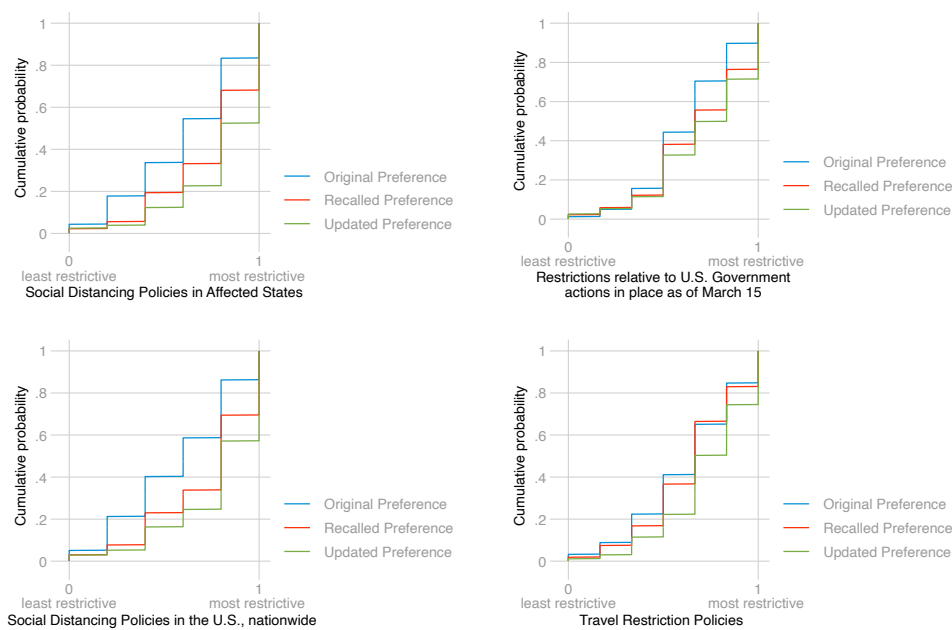 1
.8
.6
.4
.2
0
Cumulative probability
0
1
least restrictive
most restrictive
Social Distancing Policies in Affected States
Original Preference
Recalled Preference
Updated Preference
1
.8
.6
.4
.2
0
Cumulative probability
0
1
least restrictive
most restrictive
Restrictions relative to U.S. Government
actions in place as of March 15
Original Preference
Recalled Preference
Updated Preference
1
.8
.6
.4
.2
0
Cumulative probability
0
1
least restrictive
most restrictive
Social Distancing Policies in the U.S., nationwide
Original Preference
Recalled Preference
Updated Preference
1
.8
.6
.4
.2
0
Cumulative probability
0
1
least restrictive
most restrictive
Travel Restriction Policies
Original Preference
Recalled Preference
Updated Preference